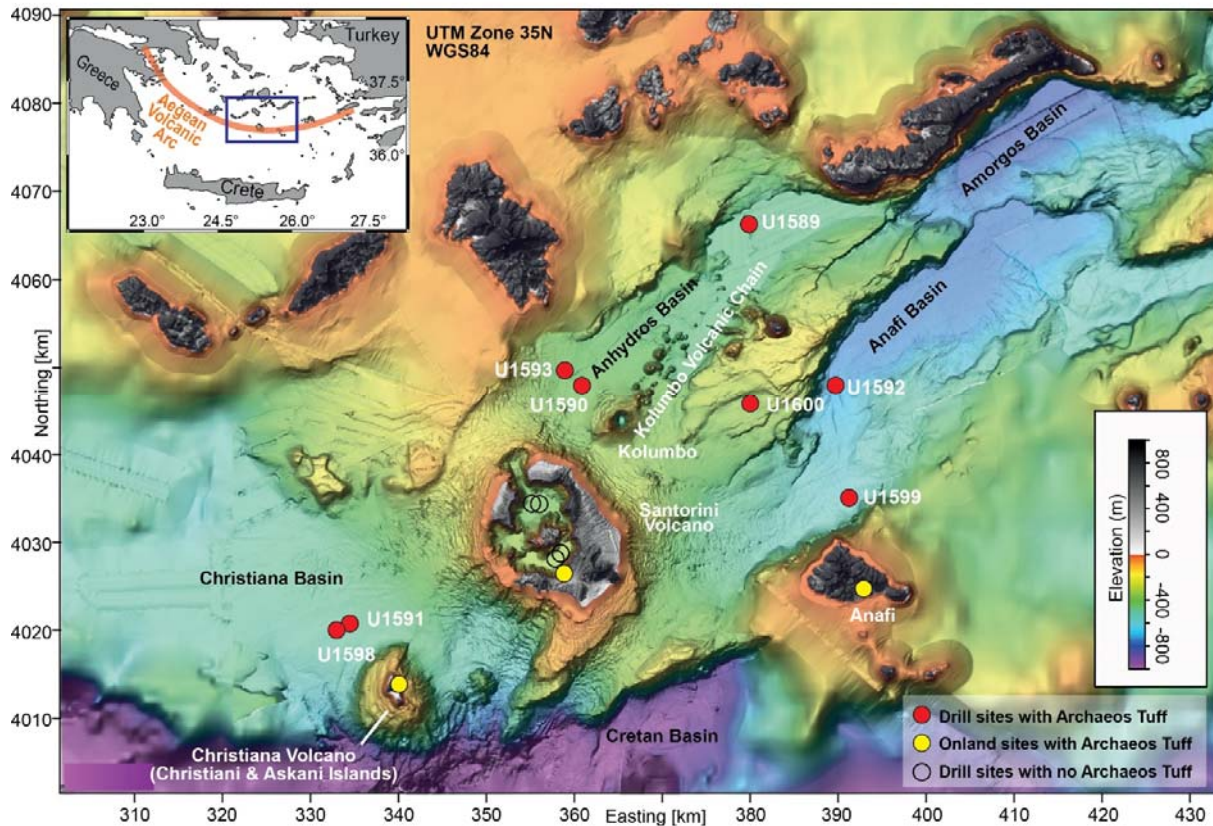 4090
4080
4070
4060
4040
4030
4020
4010
Northing [km]
310
320
330
340
350
360
370
380
390
400
410
420
430
Easting [km]
UTM Zone 35N
WGS84
Greece
Turkey
Aegean
Volcanic
Arc
Crete
37.5°
36.0°
23.0°
24.5°
26.0°
27.5°
Amorgos Basin
U1589
Anhydros Basin
Kolumbo Volcanic Chain
Anafi Basin
U1593
U1590
U1592
U1600
Kolumbo
U1599
Santorini
Volcano
Christiana Basin
U1591
U1598
Anafi
Christiana Volcano
(Christiani & Askani Islands)
Cretan Basin
Elevation (m)
800
400
0
-400
-800
Drill sites with Archaeos Tuff
Onland sites with Archaeos Tuff
Drill sites with no Archaeos Tuff